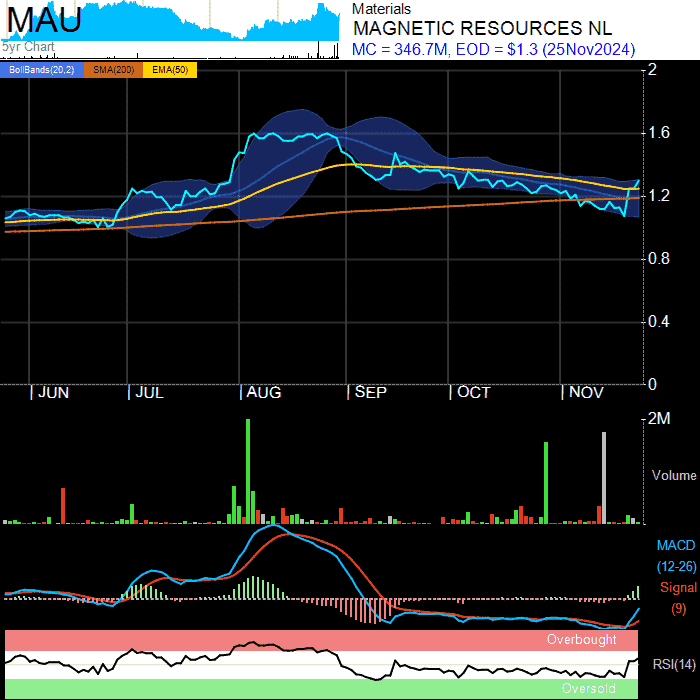 MAU
5yr Chart
Materials
MAGNETIC RESOURCES NL
MC = 346.7M, EOD = $1.3 (25Nov2024)
BollBands(20,2) SMA(200) EMA(50)
2
1.6
1.2
0.8
0.4
0
JUN JUL AUG SEP OCT NOV
2M
Volume
MACD
(12-26)
Signal
(9)
Overbought
RSI(14)
Oversold